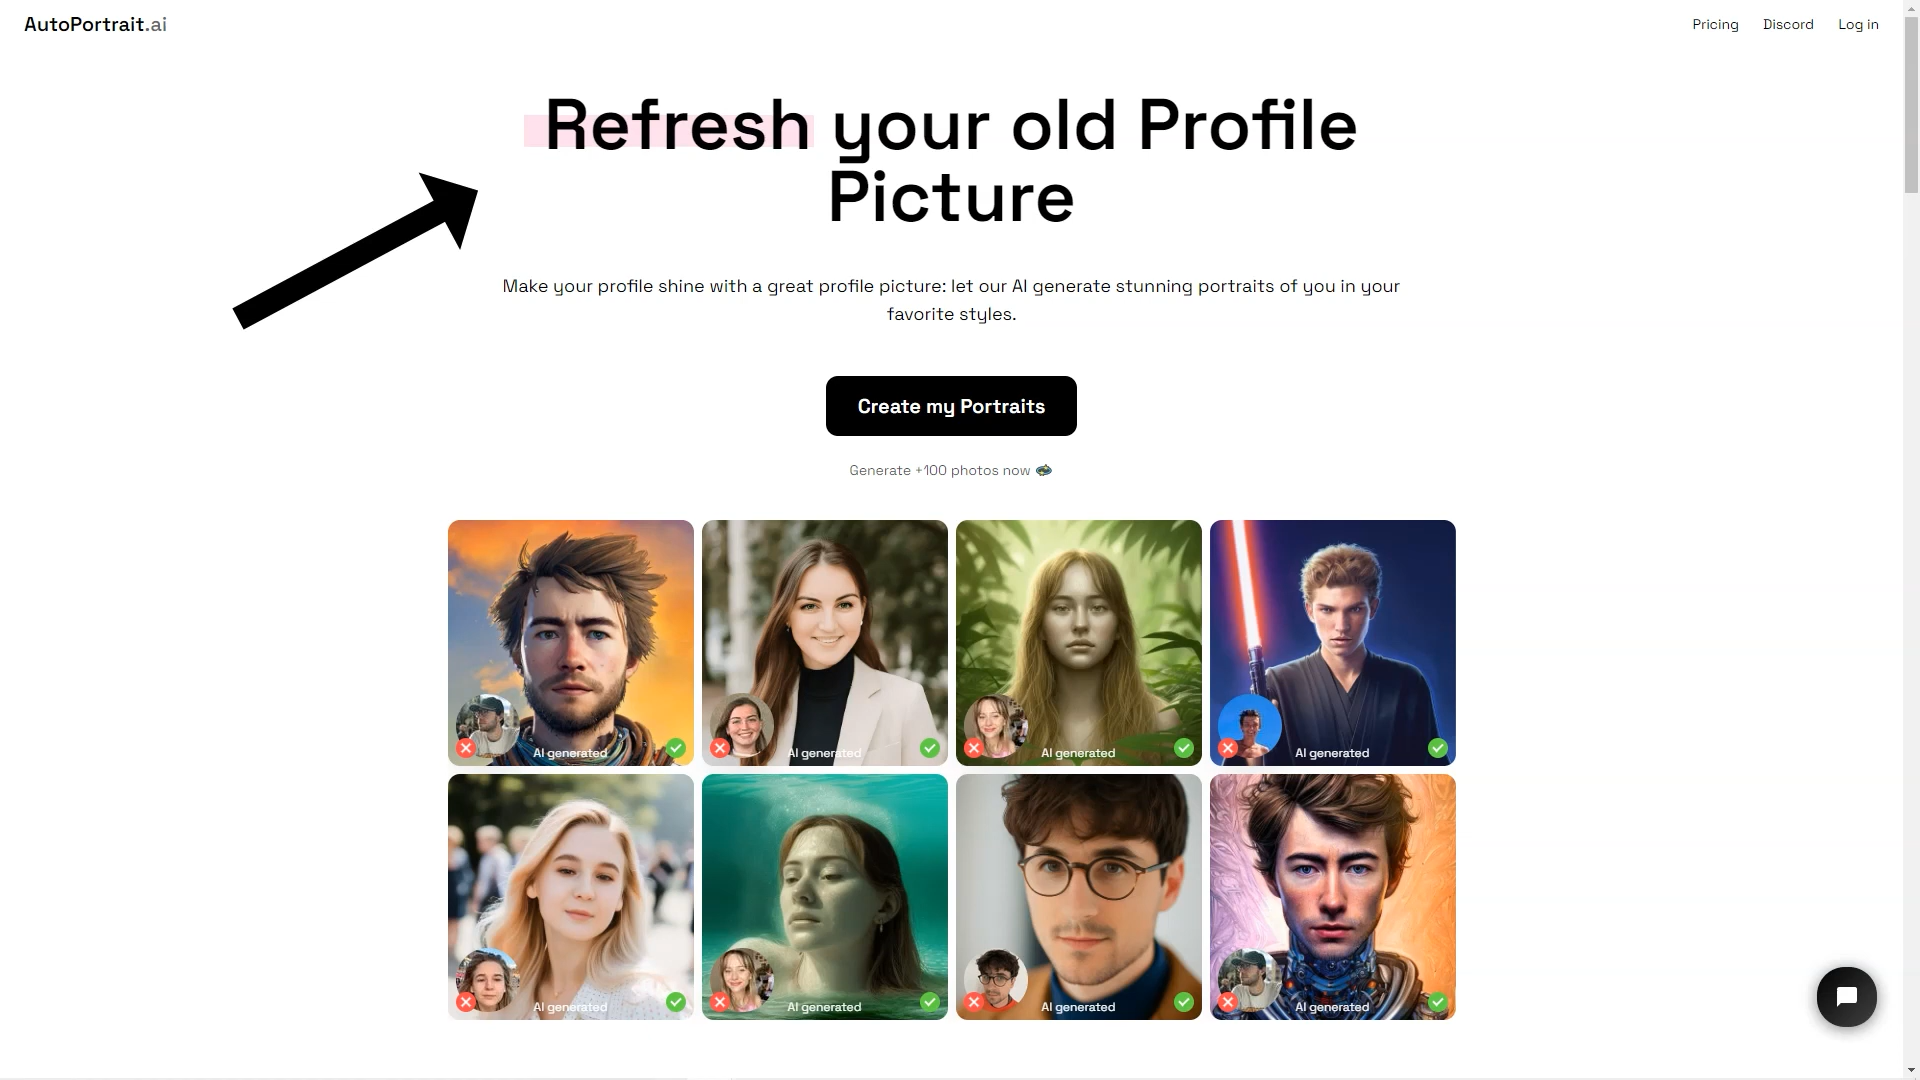 AutoPortrait.ai
Pricing
Discord
Log in
Refresh your old Profile
Picture
Make your profile shine with a great profile picture: let our AI generate stunning portraits of you in your
favorite styles.
Create my Portraits
Generate +100 photos now
AI generated
AI generated
AI generated
AI generated
AI generated
AI generated
AI generated
AI generated